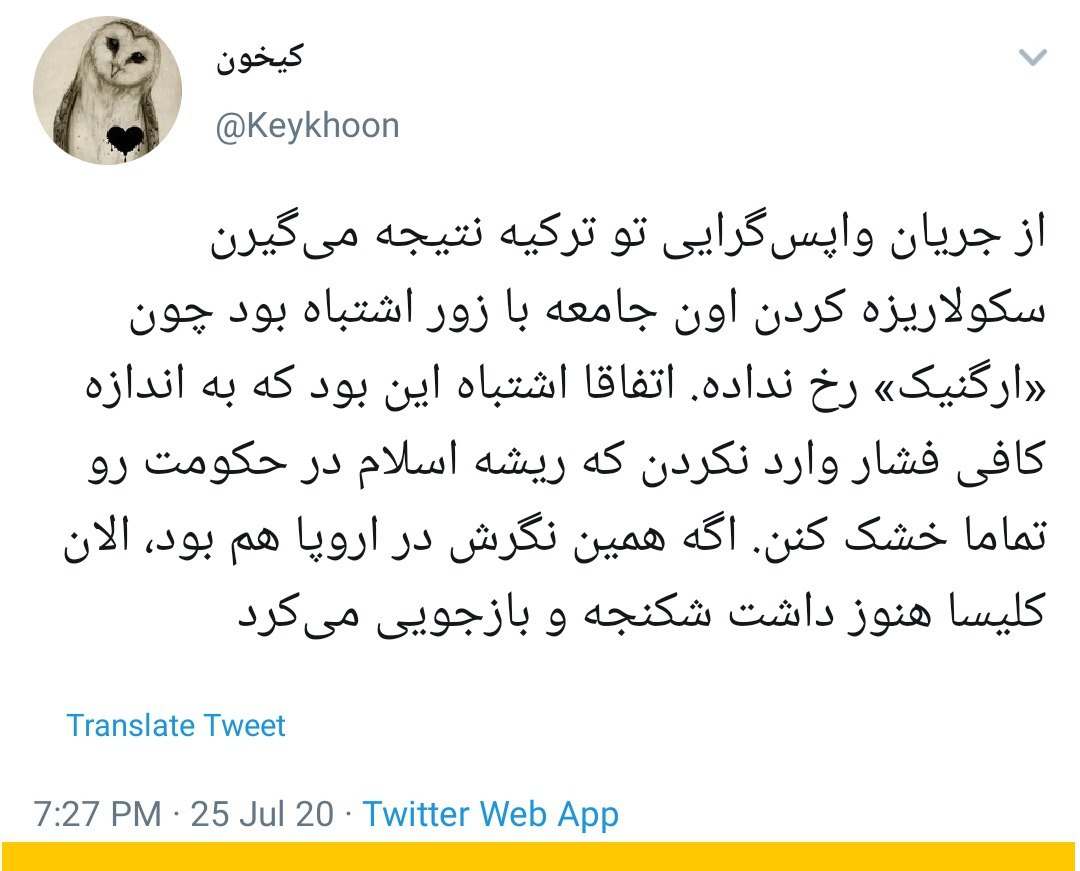 کیخون
@Keykhoon
از جریان واپس‌گرایی تو ترکیه نتیجه می‌گیرن
سکولاریزه کردن اون جامعه با زور اشتباه بود چون
«ارگنیک» رخ نداده. اتفاقا اشتباه این بود که به اندازه
کافی فشار وارد نکردن که ریشه اسلام در حکومت رو
تماما خشک کنن. اگه همین نگرش در اروپا هم بود، الان
کلیسا هنوز داشت شکنجه و بازجویی می‌کرد
Translate Tweet
7:27 PM · 25 Jul 20 · Twitter Web App